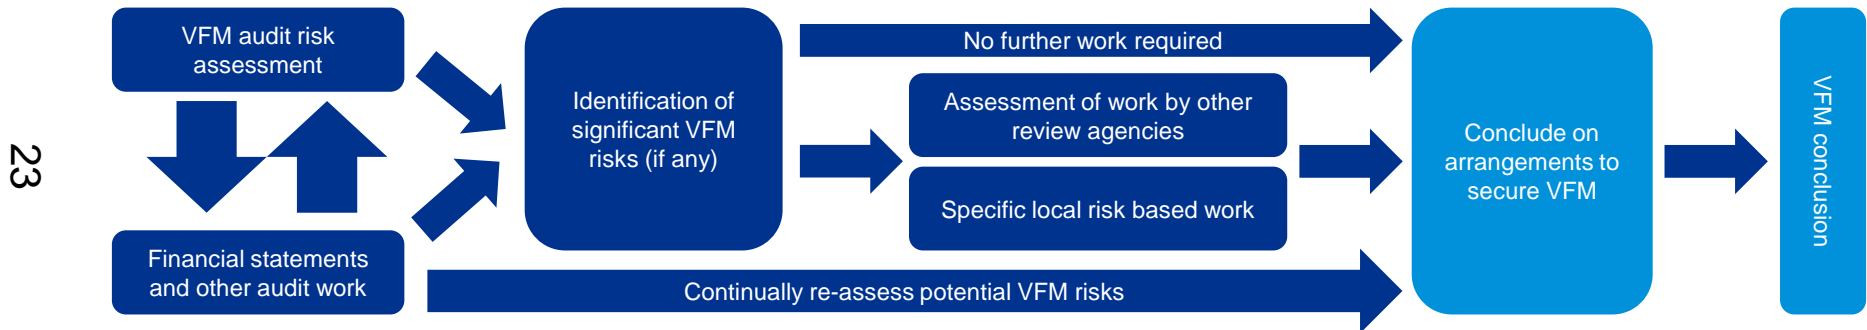 23
VFM audit risk
assessment
Financial statements
and other audit work
Identification of
significant VFM
risks (if any)
No further work required
Assessment of work by other
review agencies
Specific local risk based work
Continually re-assess potential VFM risks
Conclude on
arrangements to
secure VFM
VFM conclusion